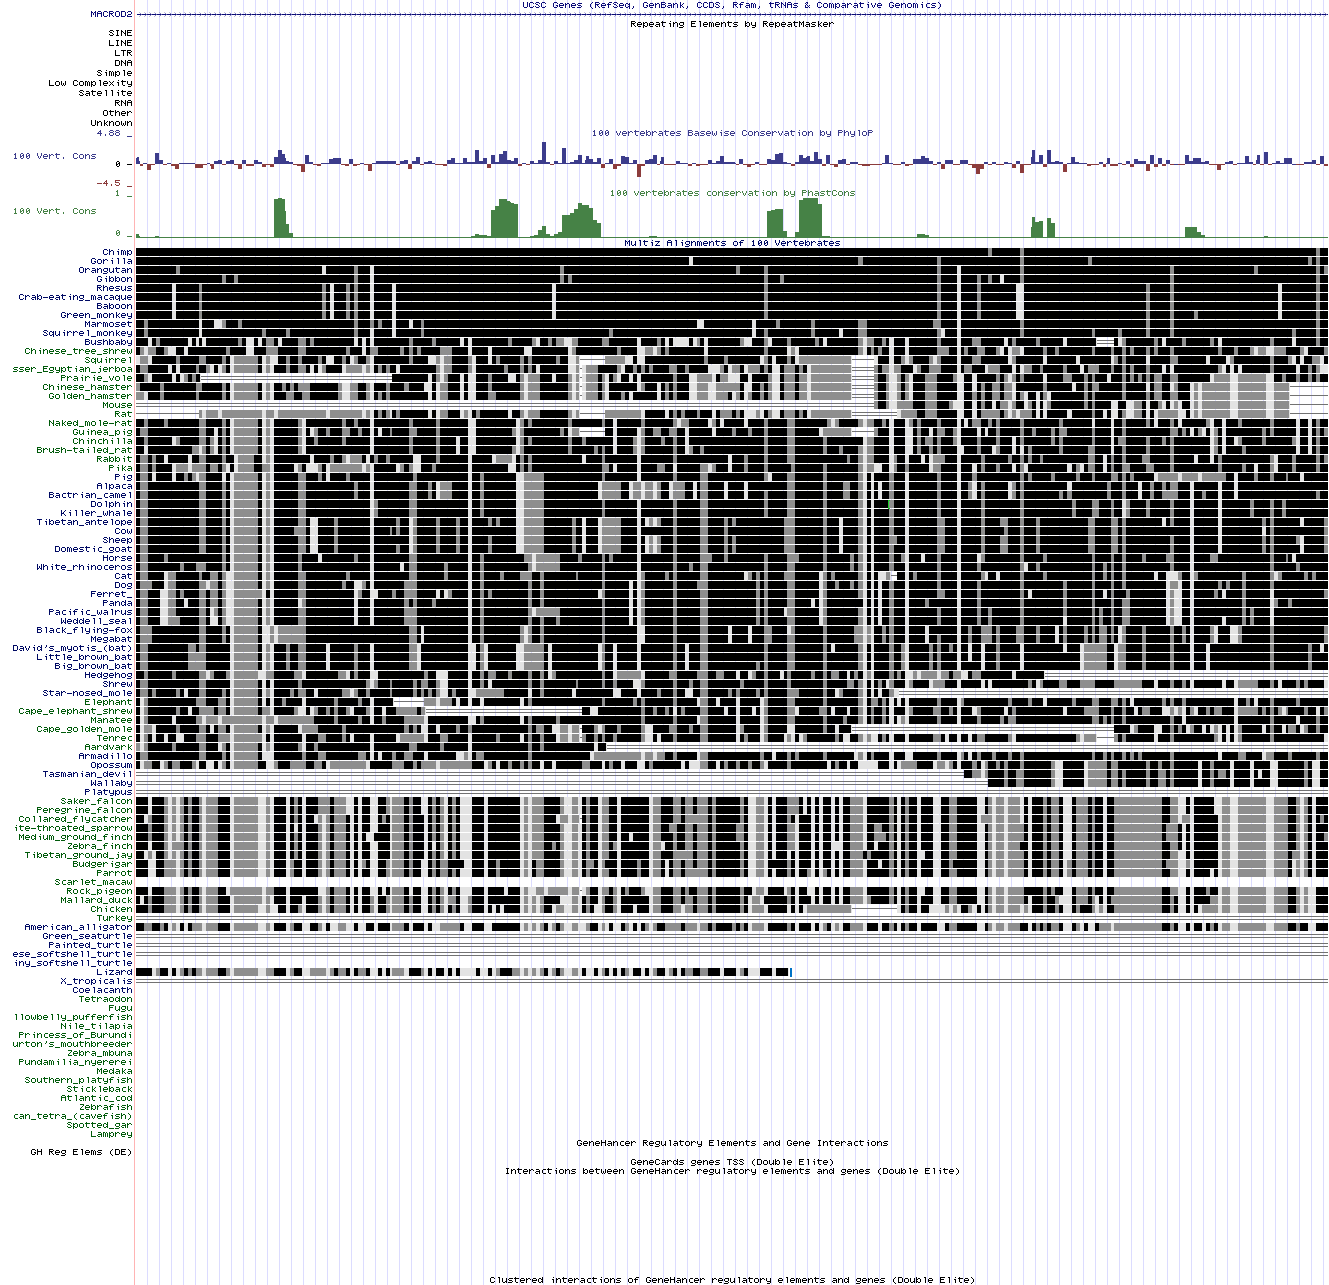 UCSC Genes (RefSeq, GenBank, CCDS, Rfam, tRNAs & Comparative Genomics)
MACROD2
Repeating Elements by RepeatMasker
SINE
LINE
LTR
DNA
Simple
Low Complexity
Satellite
RNA
Other
Unknown
100 vertebrates Basewise Conservation by PhyloP
4.88 _
100 Vert. Cons
0 _
-4.5 _
100 vertebrates conservation by PhastCons
1 _
100 Vert. Cons
0 _
Multiz Alignments of 100 Vertebrates
Chimp
Gorilla
Orangutan
Gibbon
Rhesus
Crab-eating_macaque
Baboon
Green_monkey
Marmoset
Squirrel_monkey
Bushbaby
Chinese_tree_shrew
Squirrel
sser_Egyptian_jerboa
Prairie_vole
Chinese_hamster
Golden_hamster
Mouse
Rat
Naked_mole-rat
Guinea_pig
Chinchilla
Brush-tailed_rat
Rabbit
Pika
Pig
Alpaca
Bactrian_camel
Dolphin
Killer_whale
Tibetan_antelope
Cow
Sheep
Domestic_goat
Horse
White_rhinoceros
Cat
Dog
Ferret_
Panda
Pacific_walrus
Weddell_seal
Black_flying-fox
Megabat
David's_myotis_(bat)
Little_brown_bat
Big_brown_bat
Hedgehog
Shrew
Star-nosed_mole
Elephant
Cape_elephant_shrew
Manatee
Cape_golden_mole
Tenrec
Aardvark
Armadillo
Opossum
Tasmanian_devil
Wallaby
Platypus
Saker_falcon
Peregrine_falcon
Collared_flycatcher
ite-throated_sparrow
Medium_ground_finch
Zebra_finch
Tibetan_ground_jay
Budgerigar
Parrot
Scarlet_macaw
Rock_pigeon
Mallard_duck
Chicken
Turkey
American_alligator
Green_seaturtle
Painted_turtle
ese_softshell_turtle
iny_softshell_turtle
Lizard
X_tropicalis
Coelacanth
Tetraodon
Fugu
llowbelly_pufferfish
Nile_tilapia
Princess_of_Burundi
urton's_mouthbreeder
Zebra_mbuna
Pundamilia_nyererei
Medaka
Southern_platyfish
Stickleback
Atlantic_cod
Zebrafish
can_tetra_(cavefish)
Spotted_gar
Lamprey
GeneHancer Regulatory Elements and Gene Interactions
GH Reg Elems (DE)
GeneCards genes TSS (Double Elite)
Interactions between GeneHancer regulatory elements and genes (Double Elite)
Clustered interactions of GeneHancer regulatory elements and genes (Double Elite)